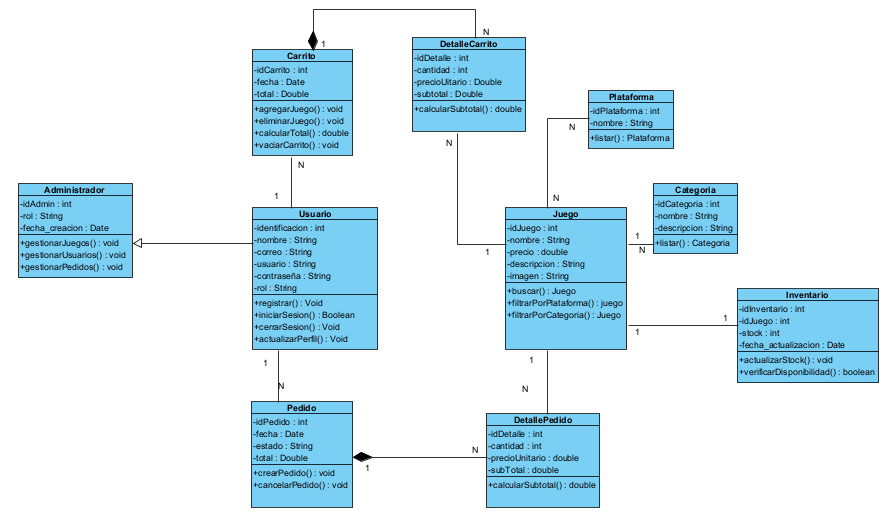 1
N
Carrito
-idCarrito : int
-fecha : Date
-total : Double
+agregarJuego() : void
+eliminarJuego() : void
+calcularTotal() : double
+vaciarCarrito() : void
DetalleCarrito
-idDetalle : int
-cantidad : int
-precioUitario : Double
-subtotal : Double
+calcularSubtotal() : double
Plataforma
-idPlataforma : int
-nombre : String
+listar() : Plataforma
N
N
N
1
N
1
Administrador
-idAdmin : int
-rol : String
-fecha_creacion : Date
+gestionarJuegos() : void
+gestionarUsuarios() : void
+gestionarPedidos() : void
Usuario
-identificacion : int
-nombre : String
-correo : String
-usuario : String
-contraseña : String
-rol : String
+registrar() : Void
+iniciarSesion() : Boolean
+cerrarSesion() : Void
+actualizarPerfil() : Void
Juego
-idJuego : int
-nombre : String
-precio : double
-descripcion : String
-imagen : String
+buscar() : Juego
+filtrarPorPlataforma() : juego
+filtrarPorCategoria() : Juego
Categoria
-idCategoria : int
-nombre : String
-descripcion : String
+listar() : Categoria
1
N
Inventario
-idInventario : int
-idJuego : int
-stock : int
-fecha_actualizacion : Date
+actualizarStock() : void
+verificarDisponibilidad() : boolean
1
1
1
N
1
N
Pedido
-idPedido : int
-fecha : Date
-estado : String
-total : Double
+crearPedido() : void
+cancelarPedido() : void
1
N
DetallePedido
-idDetalle : int
-cantidad : int
-precioUnitario : double
-subTotal : double
+calcularSubtotal() : double